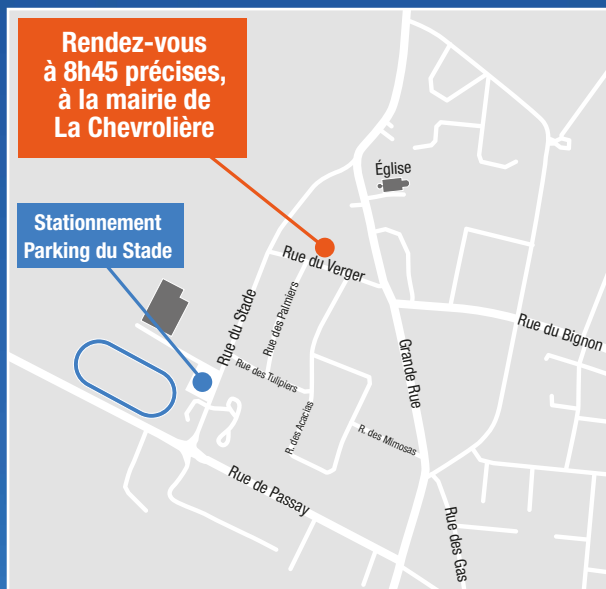 Rendez-vous
à 8h45 précises,
à la mairie de
La Chevrolière
Église
Stationnement
Parking du Stade
Rue du Verger
Rue du Stade
Rue des Palmiers
Rue du Bignon
Grande Rue
Rue des Tulipiers
R. des Acacias
R. des Mimosas
Rue de Passay
Rue des Gas